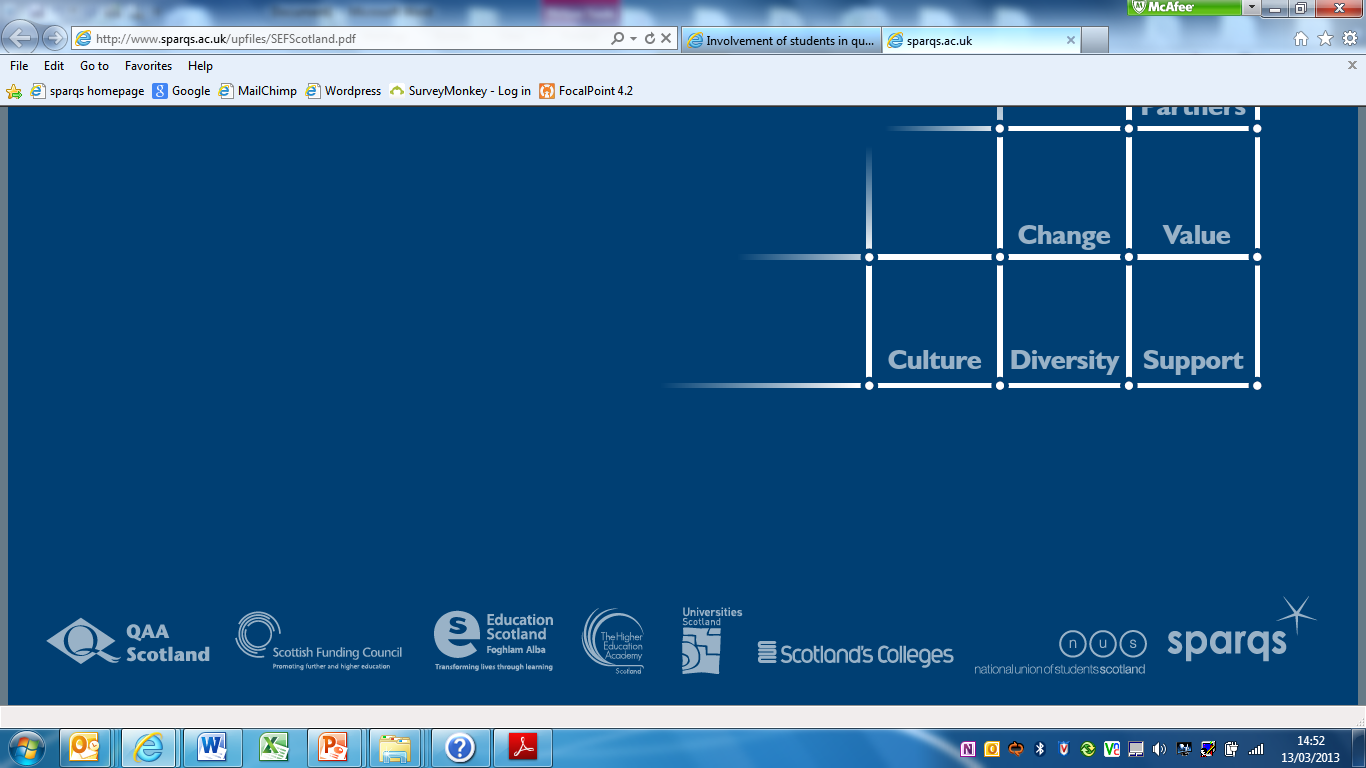 McAfee
http://www.sparqs.ac.uk/upfiles/SEFScotland.pdf
Involvement of students in qu...
sparqs.ac.uk
File Edit Go to Favorites Help
sparqs homepage Google MailChimp Wordpress SurveyMonkey - Log in FocalPoint 4.2
Partners
Change Value
Culture Diversity Support
QAA
Scotland
Scottish Funding Council
Promoting further and higher education
Education
Scotland
Foghlam Alba
Transforming lives through learning
The Higher
Education
Academy
Scotland
Universities
Scotland
Scotland's Colleges
nus
national union of students scotland
sparqs
14:52
13/03/2013